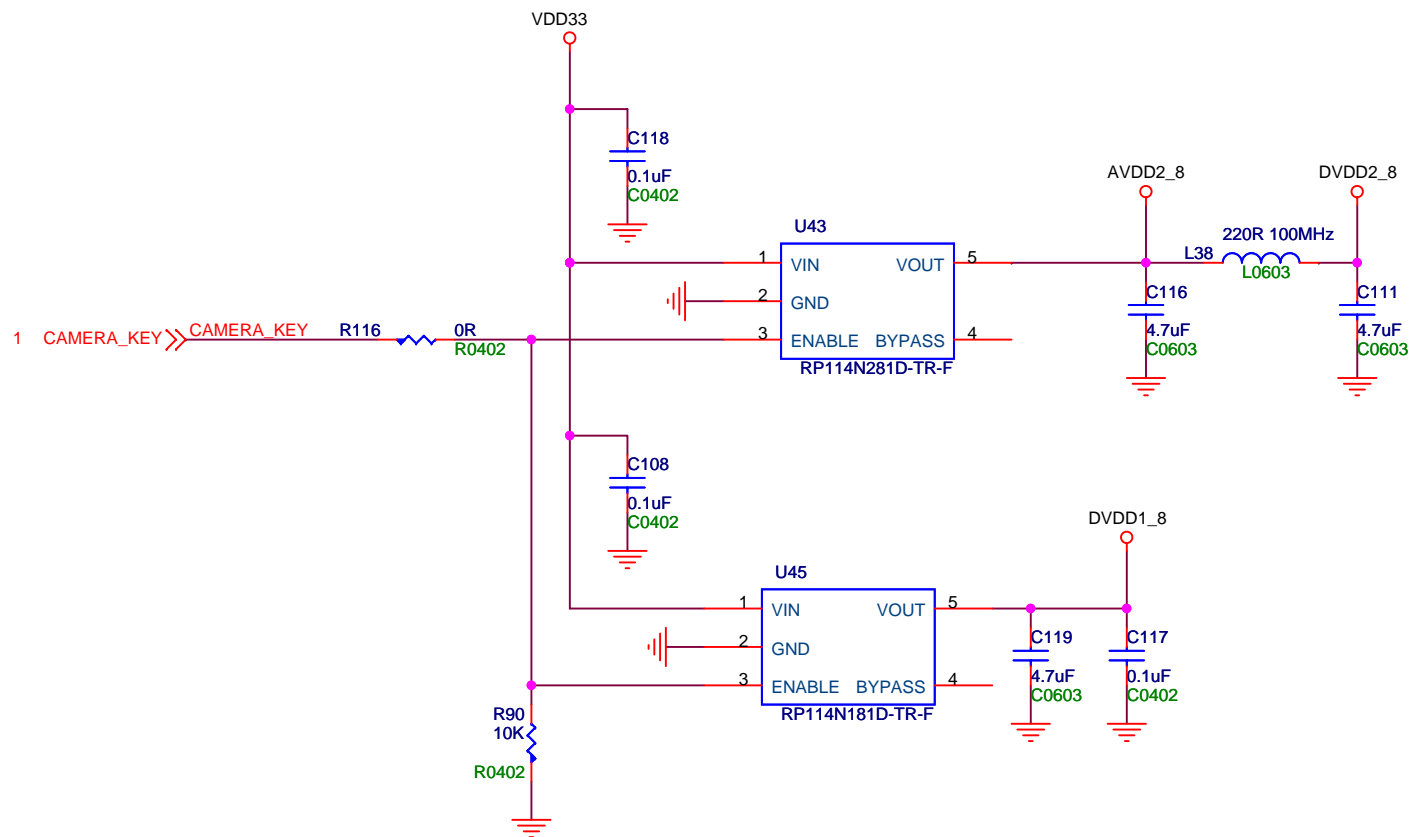 VDD33
C118
0.1uF
C0402
AVDD2_8
DVDD2_8
U43
220R 100MHz
L38
L0603
1 VIN VOUT 5
2 GND
3 ENABLE BYPASS 4
RP114N281D-TR-F
C116
4.7uF
C0603
C111
4.7uF
C0603
1 CAMERA_KEY CAMERA_KEY
R116 0R
R0402
C108
0.1uF
C0402
DVDD1_8
U45
1 VIN VOUT 5
2 GND
3 ENABLE BYPASS 4
RP114N181D-TR-F
C119
4.7uF
C0603
C117
0.1uF
C0402
R90
10K
R0402